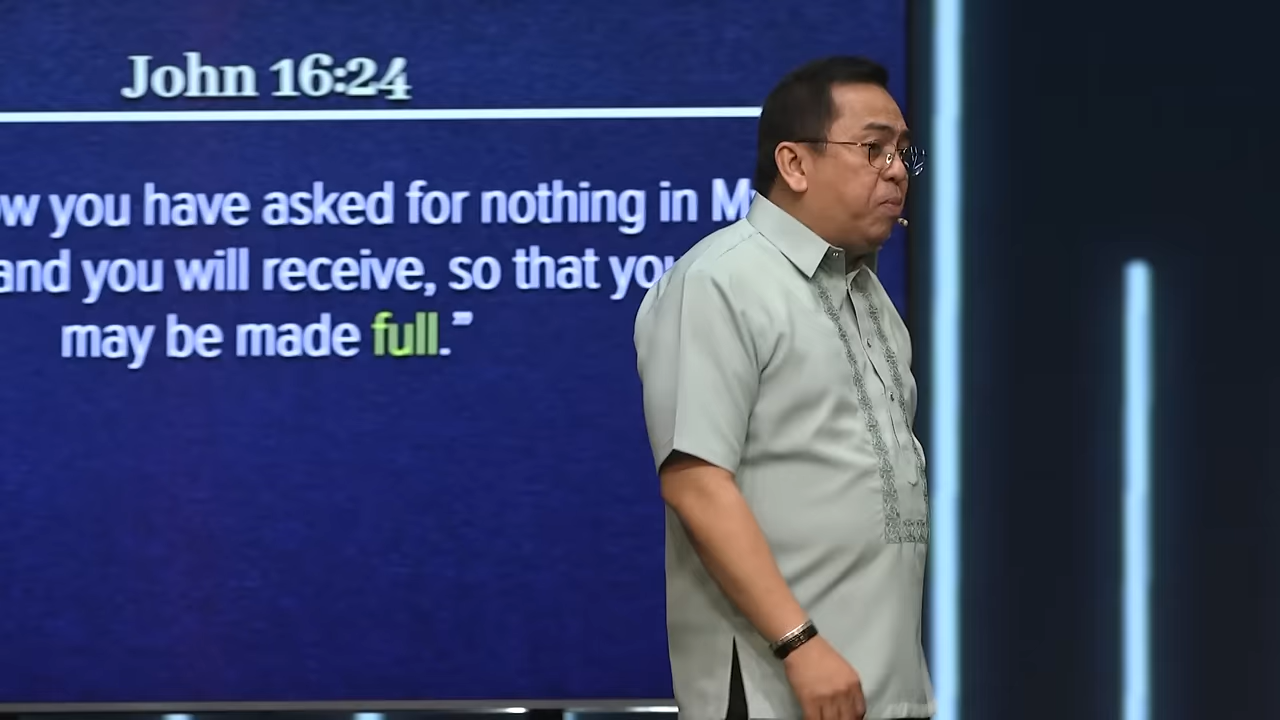 John 16:24
you have asked for nothing in
and you will receive, so that you
may be made full.”